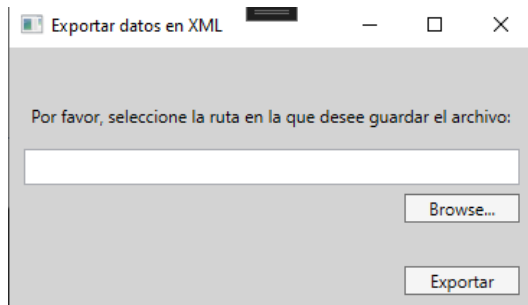 Exportar datos en XML
Por favor, seleccione la ruta en la que desee guardar el archivo:
Browse...
Exportar